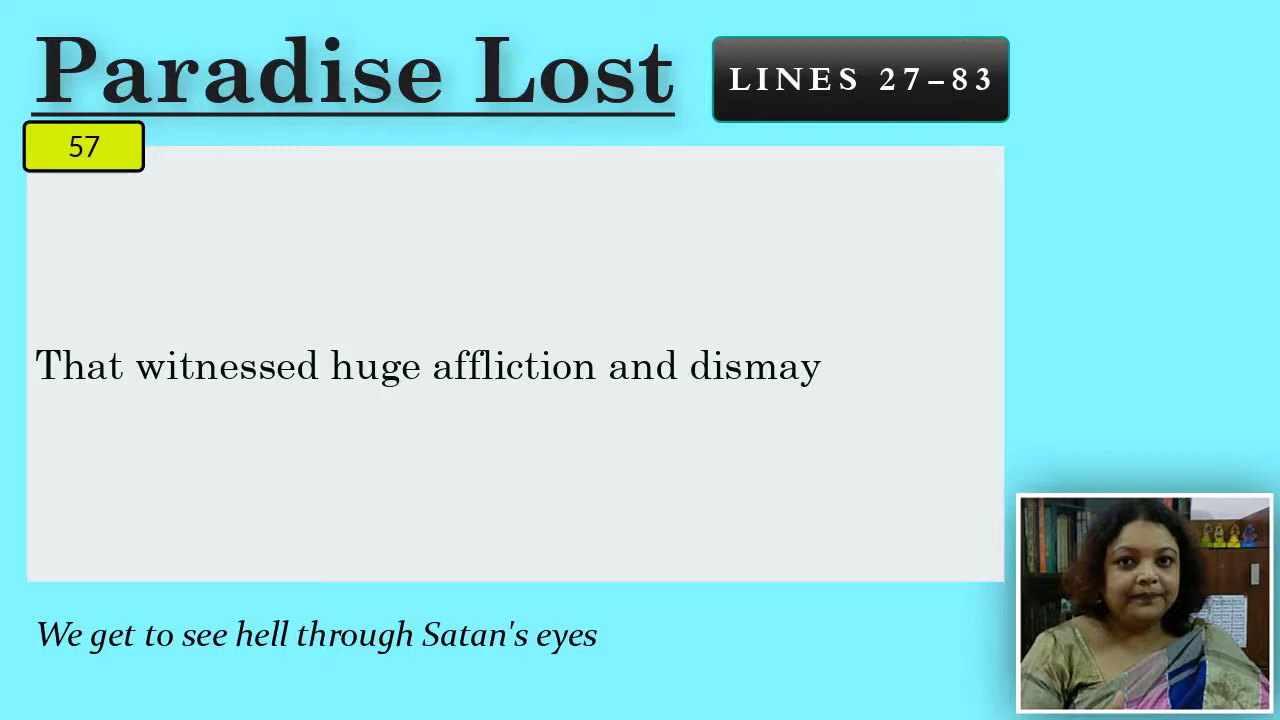 Paradise Lost
LINES 27–83
57
That witnessed huge affliction and dismay
We get to see hell through Satan's eyes